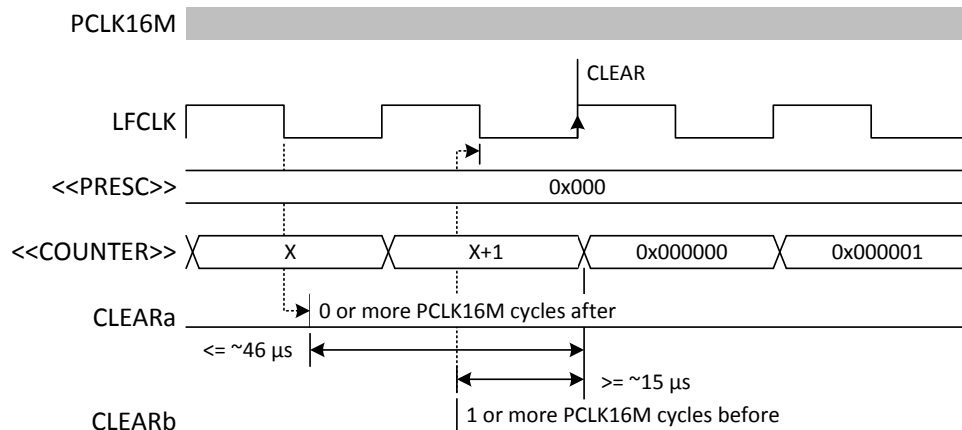 PCLK16M
CLEAR
LFCLK
<<PRESC>> 0x000
<<COUNTER>> X X+1 0x000000 0x000001
CLEARa 0 or more PCLK16M cycles after
<= ~46 µs
>= ~15 µs
CLEARb 1 or more PCLK16M cycles before